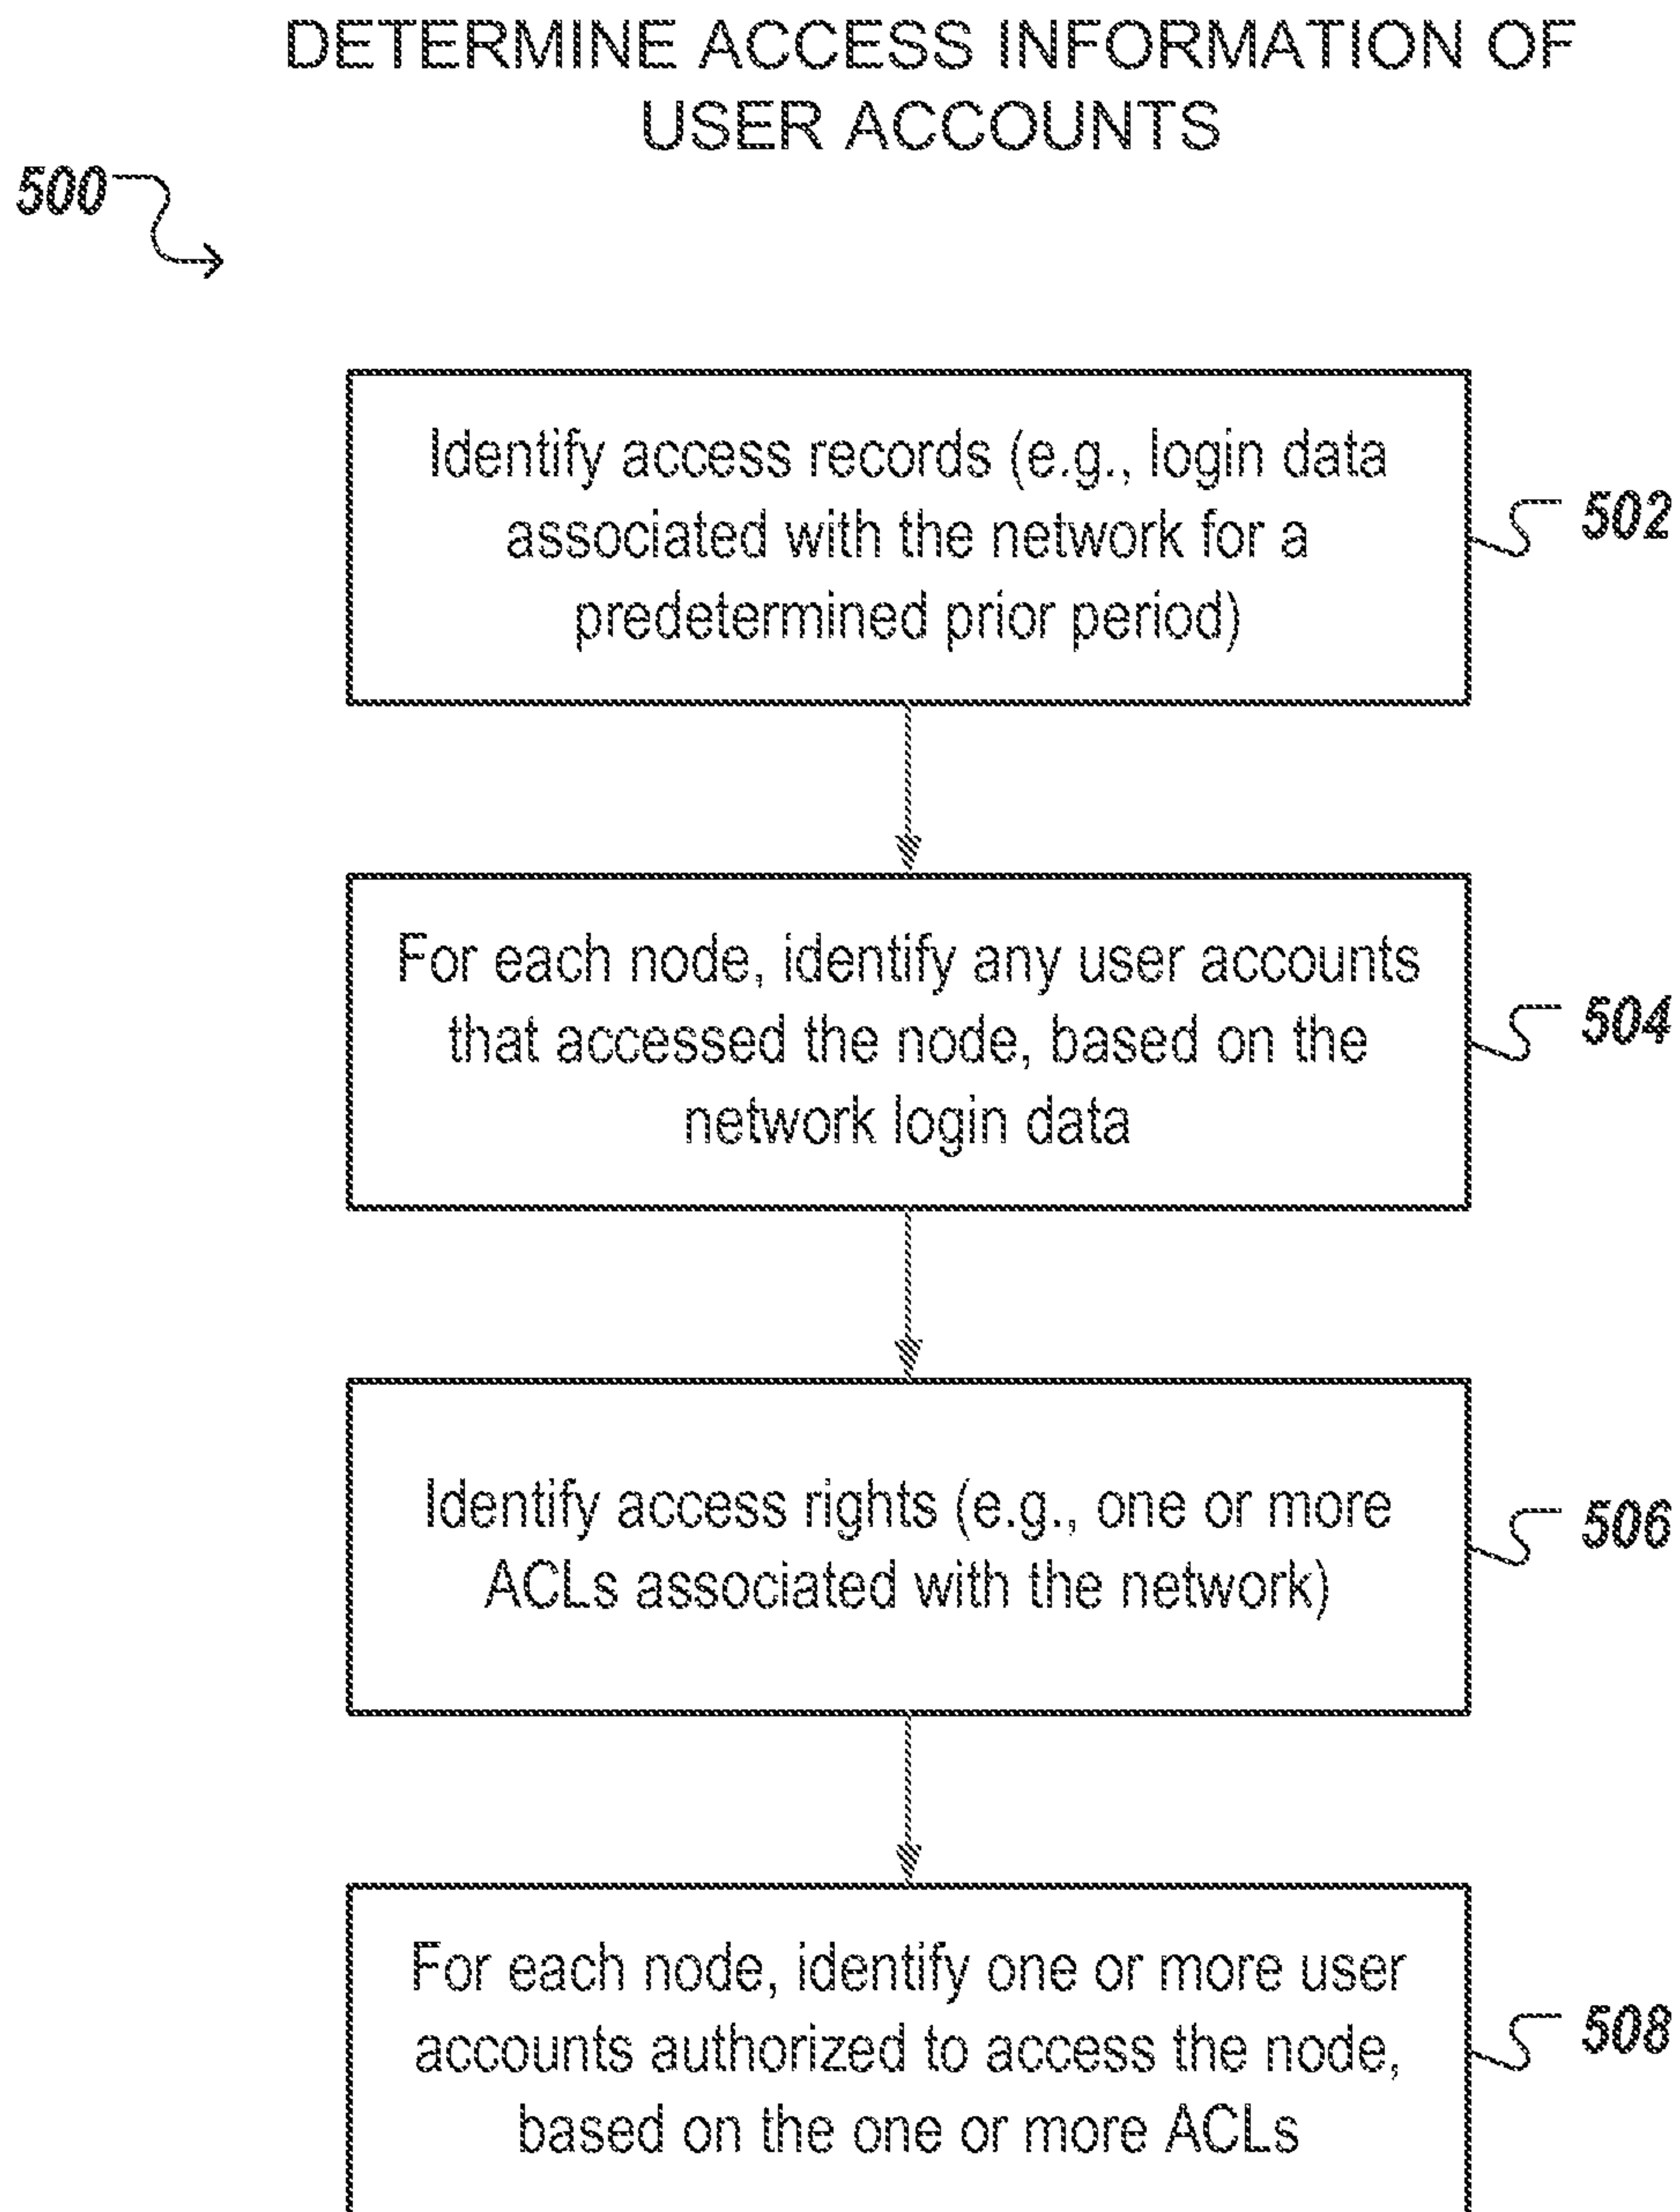 DETERMINE ACCESS INFORMATION OF
USER ACCOUNTS
500
Identify access records (e.g., login data
associated with the network for a
predetermined prior period)
502
For each node, identify any user accounts
that accessed the node, based on the
network login data
504
Identify access rights (e.g., one or more
ACLs associated with the network)
506
For each node, identify one or more user
accounts authorized to access the node,
based on the one or more ACLs
508